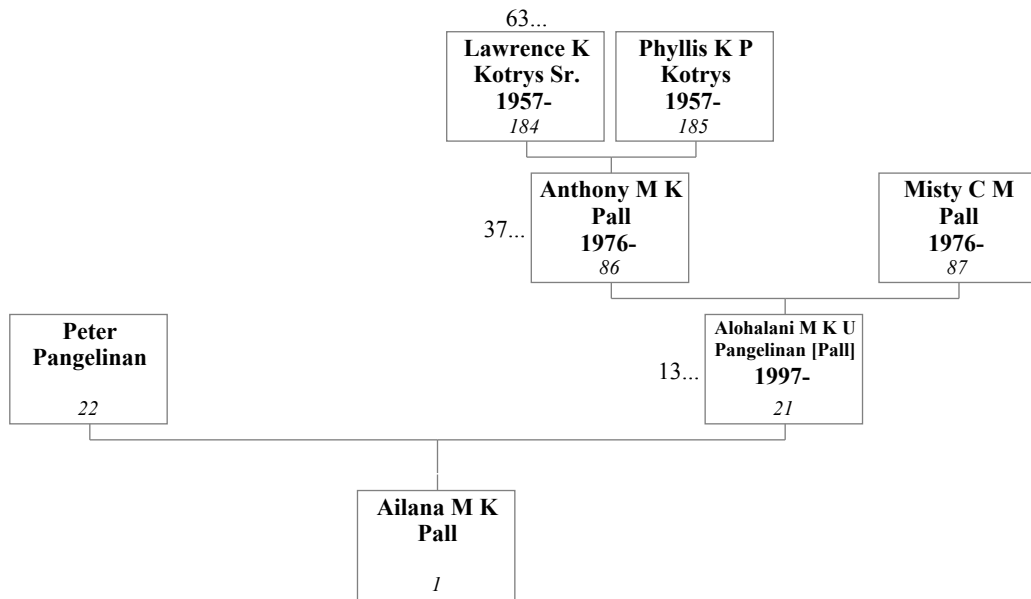 63...
Lawrence K
Kotrys Sr.
1957-
184
Phyllis K P
Kotrys
1957-
185
37...
Anthony M K
Pall
1976-
86
Misty C M
Pall
1976-
87
Peter
Pangelinan
22
13...
Alohalani M K U
Pangelinan [Pall]
1997-
21
Ailana M K
Pall
1